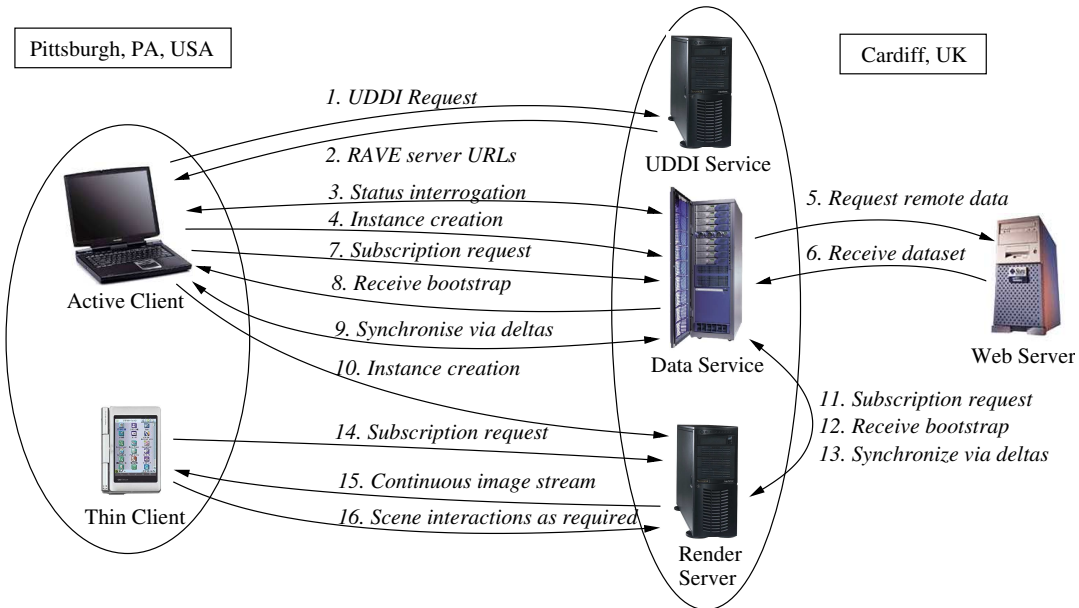 Pittsburgh, PA, USA
Cardiff, UK
1. UDDI Request
2. RAVE server URLs
UDDI Service
3. Status interrogation
4. Instance creation
5. Request remote data
7. Subscription request
6. Receive dataset
8. Receive bootstrap
Active Client
9. Synchronise via deltas
Web Server
Data Service
10. Instance creation
11. Subscription request
12. Receive bootstrap
13. Synchronize via deltas
14. Subscription request
15. Continuous image stream
Thin Client
16. Scene interactions as required
Render
Server